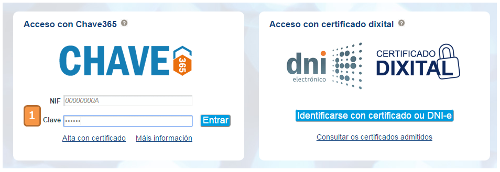 Acceso con Chave365 ?
CHAVE 365
1
NIF 00000000A
Clave ••••••
Entrar
Alta con certificado Máis información
Acceso con certificado dixital ?
dni
electrónico
CERTIFICADO
DIXITAL
Identificarse con certificado ou DNI-e
Consultar os certificados admitidos